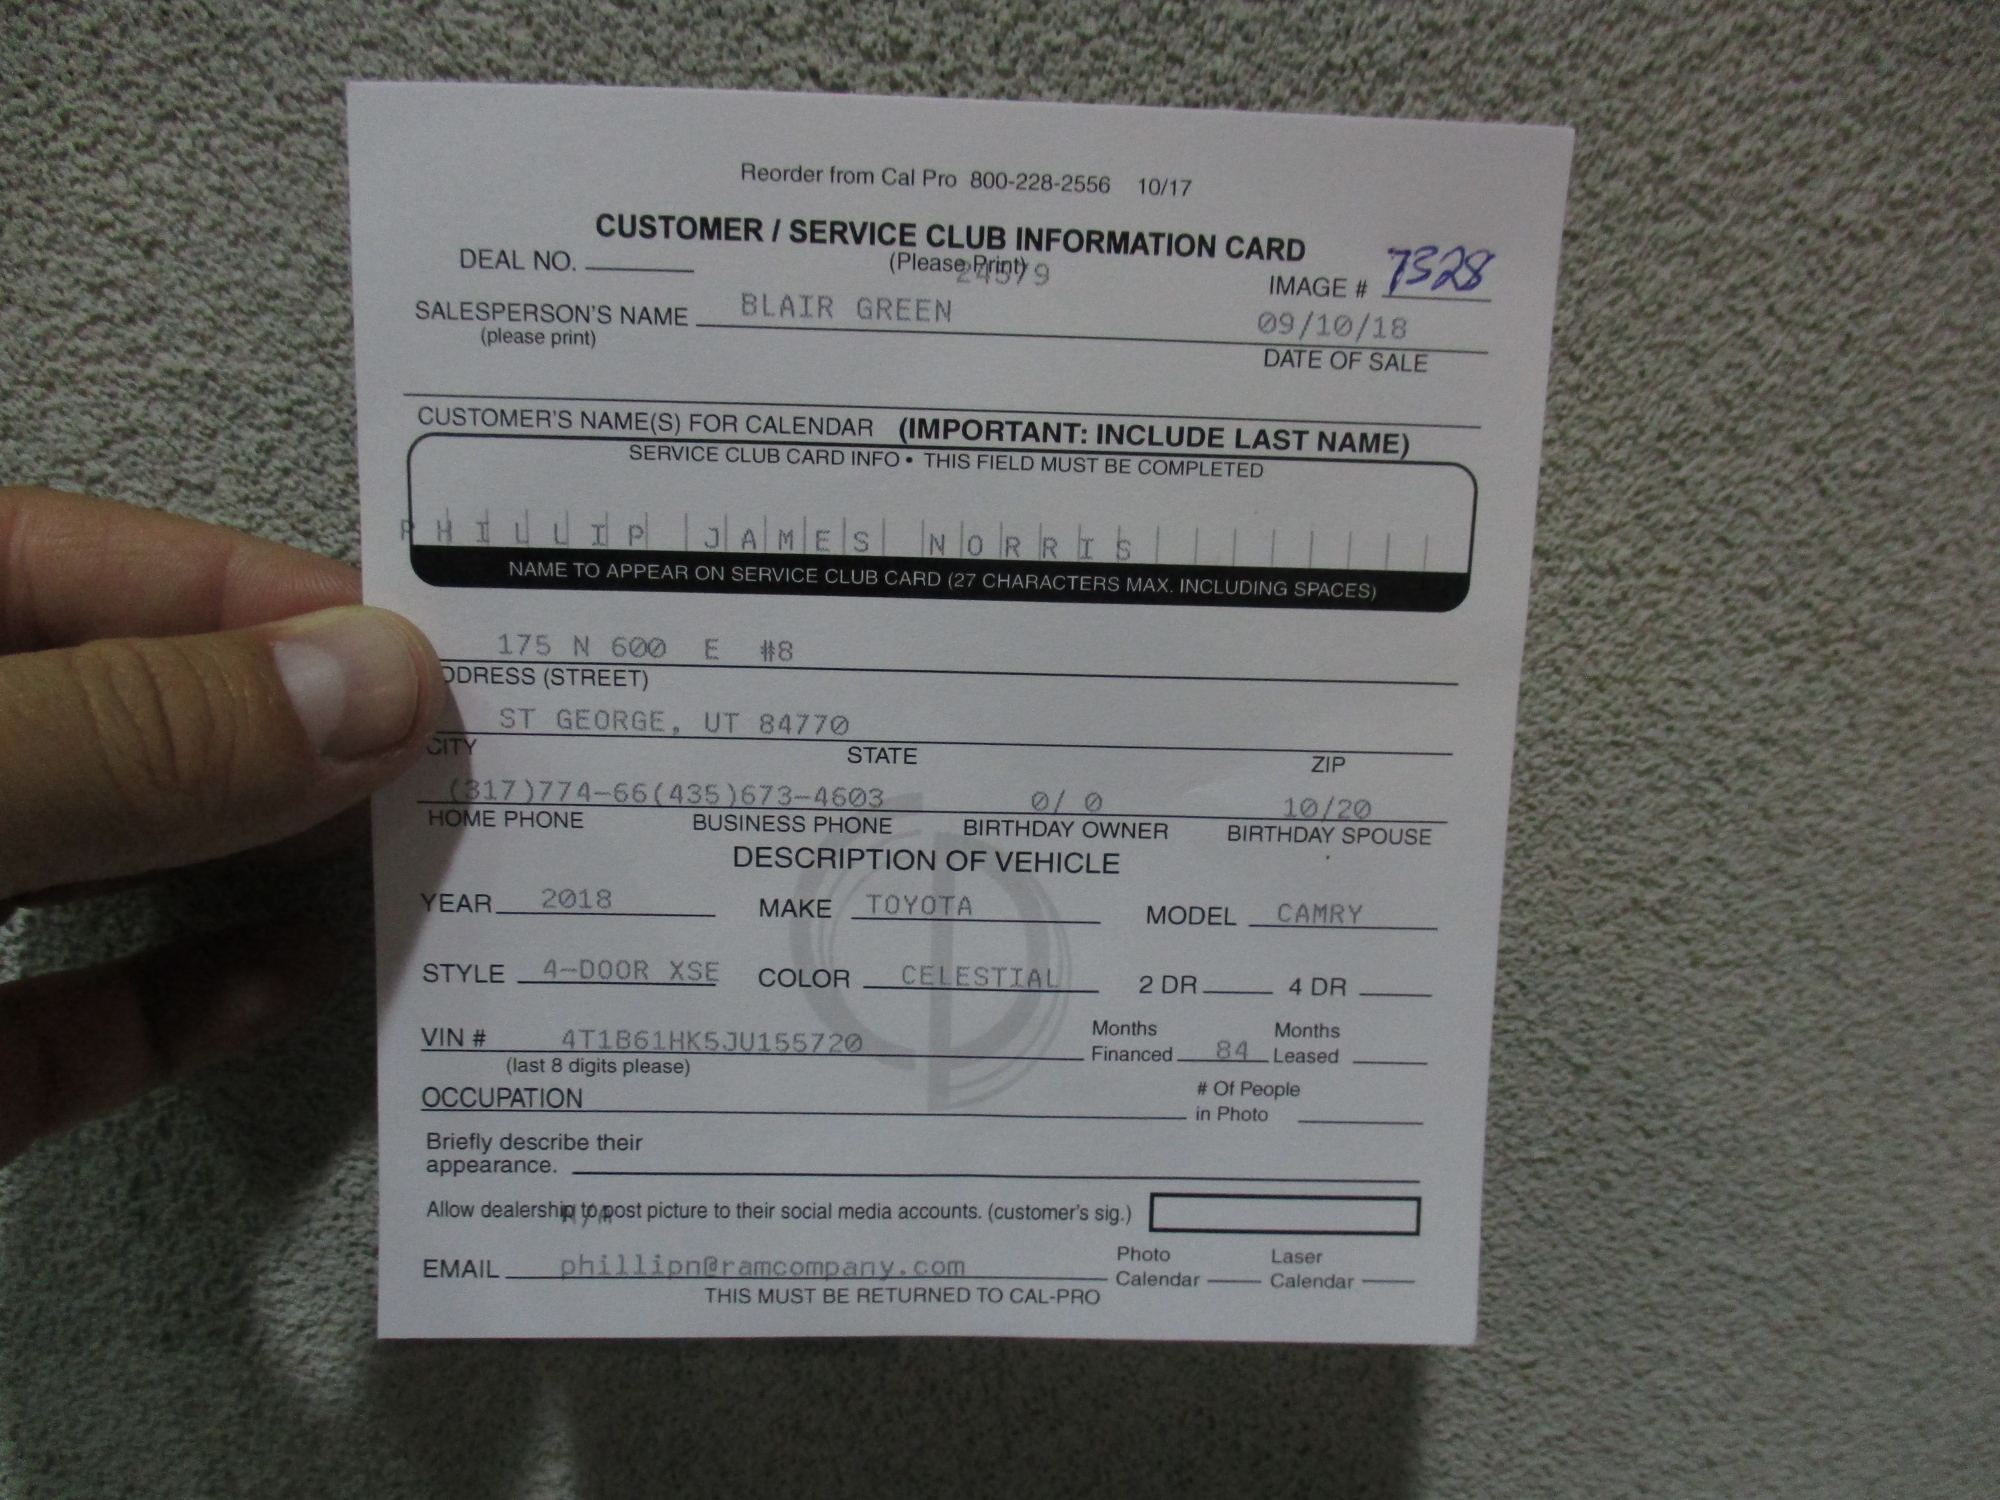 Reorder from Cal Pro 800-228-2556 10/17
CUSTOMER / SERVICE CLUB INFORMATION CARD
DEAL NO. (Please Print) 24579 IMAGE # 7328
SALESPERSON'S NAME BLAIR GREEN 09/10/18
(please print) DATE OF SALE
CUSTOMER'S NAME(S) FOR CALENDAR (IMPORTANT: INCLUDE LAST NAME)
SERVICE CLUB CARD INFO • THIS FIELD MUST BE COMPLETED
PHILLIP JAMES NORRIS
NAME TO APPEAR ON SERVICE CLUB CARD (27 CHARACTERS MAX. INCLUDING SPACES)
175 N 600 E #8
DDRESS (STREET)
ST GEORGE, UT 84770
CITY STATE ZIP
(317)774-66(435)673-4603 0/ 0 10/20
HOME PHONE BUSINESS PHONE BIRTHDAY OWNER BIRTHDAY SPOUSE
DESCRIPTION OF VEHICLE
YEAR 2018 MAKE TOYOTA MODEL CAMRY
STYLE 4-DOOR XSE COLOR CELESTIAL 2 DR 4 DR
VIN # 4T1B61HK5JU155720 Months Financed 84 Months Leased
(last 8 digits please)
OCCUPATION # Of People in Photo
Briefly describe their
appearance.
Allow dealership to post picture to their social media accounts. (customer's sig.)
N/A
EMAIL phillipn@ramcompany.com Photo Calendar Laser Calendar
THIS MUST BE RETURNED TO CAL-PRO